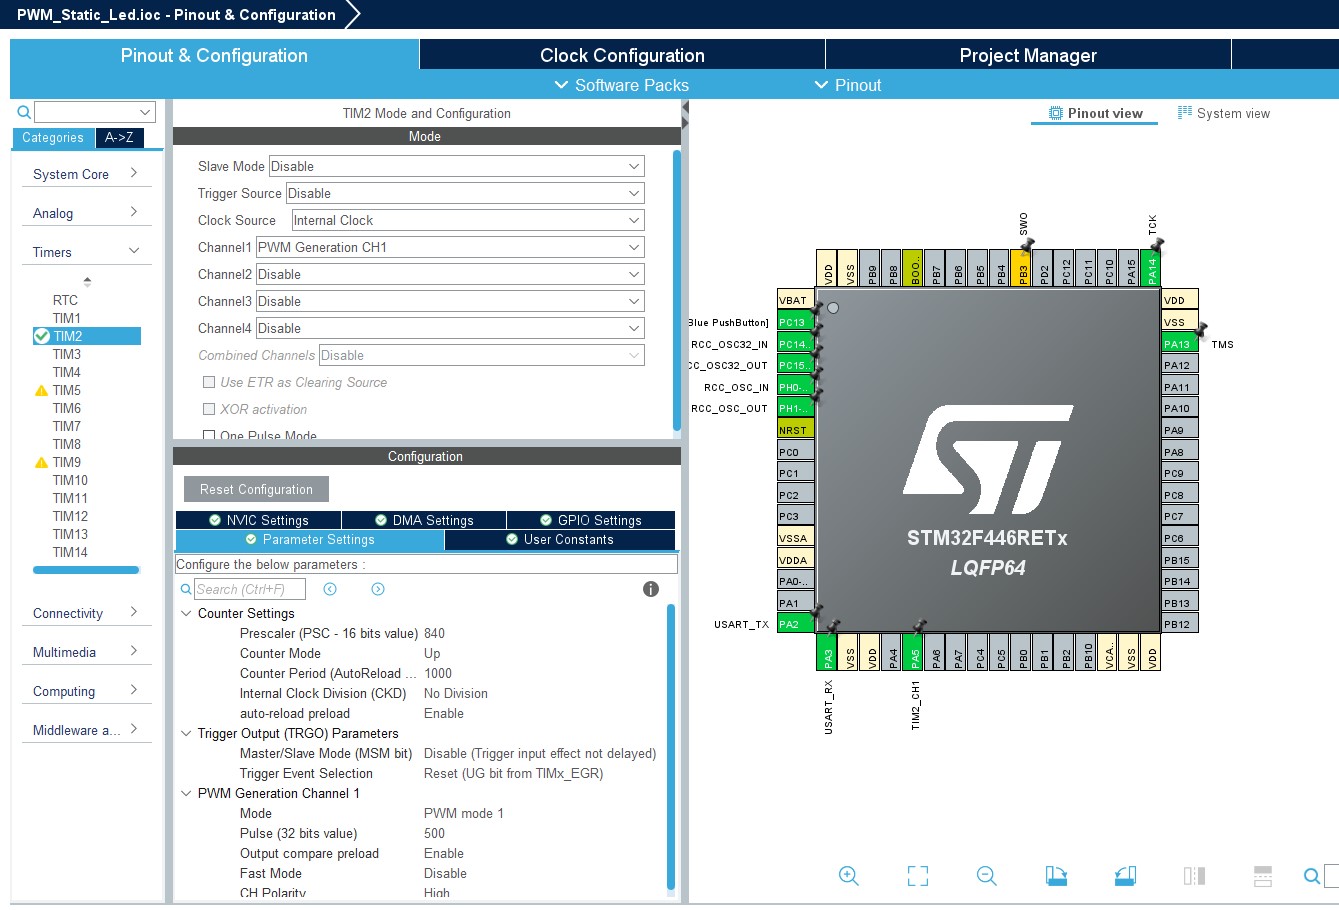 PWM_Static_Led.ioc - Pinout & Configuration
Pinout & Configuration
Clock Configuration
Project Manager
Software Packs
Pinout
Categories
A->Z
System Core
Analog
Timers
RTC
TIM1
TIM2
TIM3
TIM4
TIM5
TIM6
TIM7
TIM8
TIM9
TIM10
TIM11
TIM12
TIM13
TIM14
Connectivity
Multimedia
Computing
Middleware a...
TIM2 Mode and Configuration
Mode
Slave Mode Disable
Trigger Source Disable
Clock Source Internal Clock
Channel1 PWM Generation CH1
Channel2 Disable
Channel3 Disable
Channel4 Disable
Combined Channels Disable
Use ETR as Clearing Source
XOR activation
One Pulse Mode
Configuration
Reset Configuration
NVIC Settings
DMA Settings
GPIO Settings
Parameter Settings
User Constants
Configure the below parameters :
Search (Ctrl+F)
Counter Settings
Prescaler (PSC - 16 bits value) 840
Counter Mode Up
Counter Period (AutoReload ... 1000
Internal Clock Division (CKD) No Division
auto-reload preload Enable
Trigger Output (TRGO) Parameters
Master/Slave Mode (MSM bit) Disable (Trigger input effect not delayed)
Trigger Event Selection Reset (UG bit from TIMx_EGR)
PWM Generation Channel 1
Mode PWM mode 1
Pulse (32 bits value) 500
Output compare preload Enable
Fast Mode Disable
CH Polarity High
Pinout view
System view
SWO
TCK
VDD
VSS
PB9
PB8
BOO..
PB7
PB6
PB5
PB4
PB3
PD2
PC12
PC11
PC10
PA15
PA14
VBAT
Blue PushButton] PC13
RCC_OSC32_IN PC14..
CC_OSC32_OUT PC15..
RCC_OSC_IN PH0-..
RCC_OSC_OUT PH1-..
NRST
PC0
PC1
PC2
PC3
VSSA
VDDA
PA0-..
PA1
USART_TX PA2
ST
STM32F446RETx
LQFP64
VDD
VSS
PA13 TMS
PA12
PA11
PA10
PA9
PA8
PC9
PC8
PC7
PC6
PB15
PB14
PB13
PB12
PA3
VSS
VDD
PA4
PA5
PA6
PA7
PC4
PC5
PB0
PB1
PB2
PB10
VCA..
VSS
VDD
USART_RX
TIM2_CH1